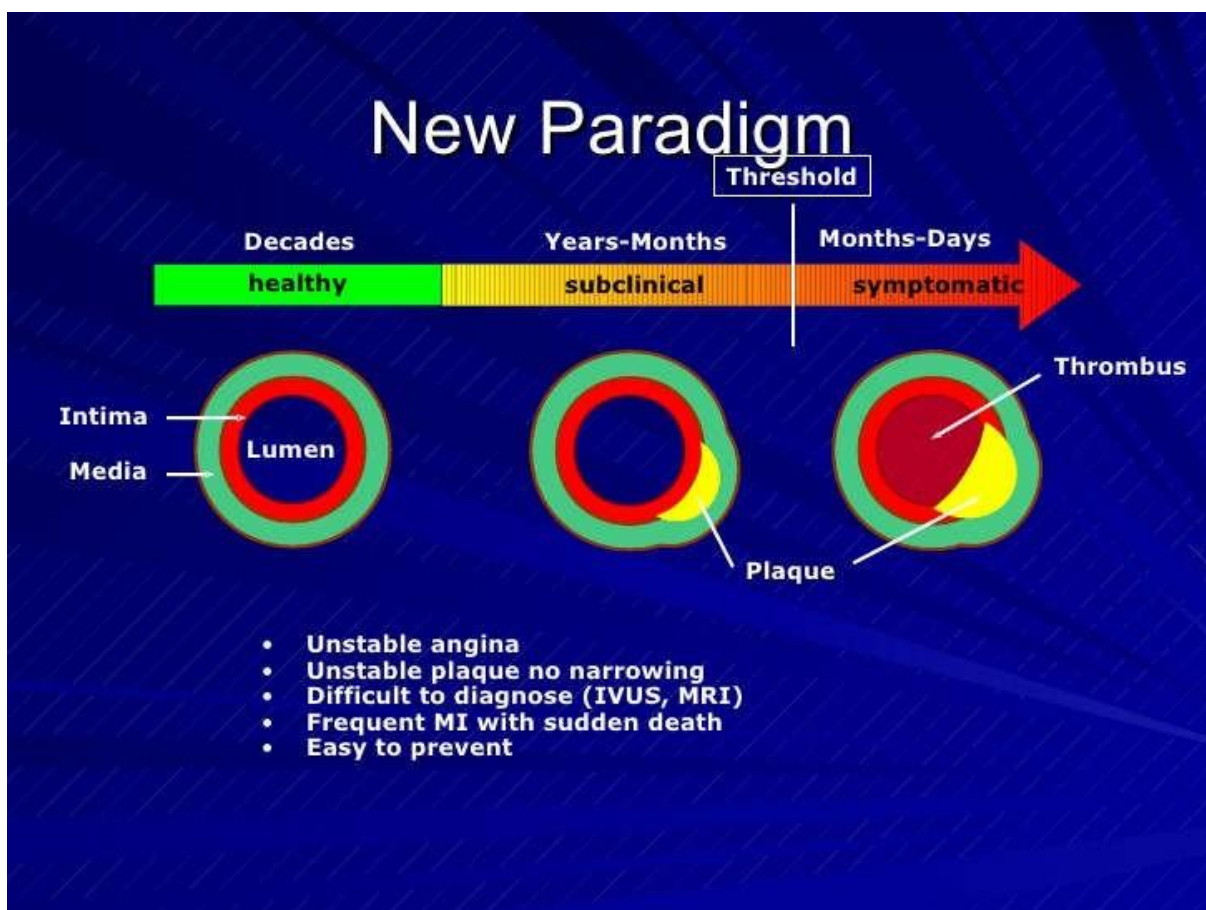 New Paradigm
Threshold
Decades
Years-Months
Months-Days
healthy
subclinical
symptomatic
Thrombus
Intima
Lumen
Media
Plaque
• Unstable angina
• Unstable plaque no narrowing
• Difficult to diagnose (IVUS, MRI)
• Frequent MI with sudden death
• Easy to prevent